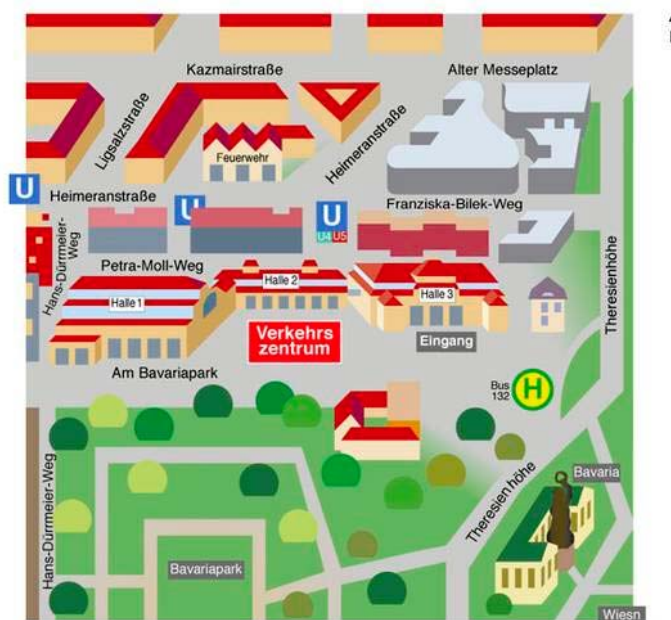 Kazmairstraße
Alter Messeplatz
Ligsalzstraße
Feuerwehr
Heimeranstraße
U
Heimeranstraße
U
U
U4 U5
Franziska-Bilek-Weg
Hans-Dürrmeier-
Weg
Petra-Moll-Weg
Halle 1
Halle 2
Halle 3
Theresienhöhe
Verkehrs
zentrum
Eingang
Am Bavariapark
Bus
132
H
Hans-Dürrmeier-Weg
Theresienhöhe
Bavaria
Bavariapark
Wiesn